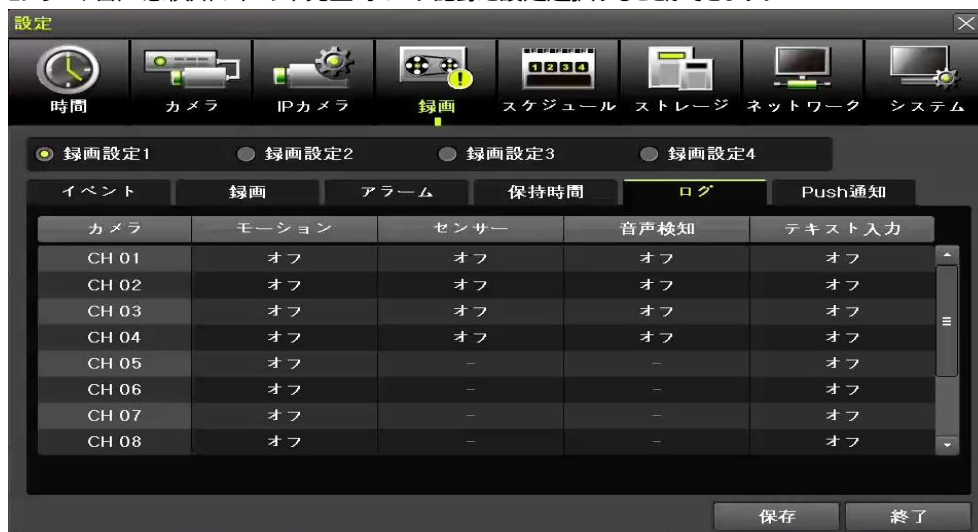 設定
時間 カメラ IPカメラ 録画 スケジュール ストレージ ネットワーク システム
1 2 3 4
録画設定1 録画設定2 録画設定3 録画設定4
イベント 録画 アラーム 保持時間 ログ Push通知
カメラ モーション センサー 音声検知 テキスト入力
CH 01 オフ オフ オフ オフ
CH 02 オフ オフ オフ オフ
CH 03 オフ オフ オフ オフ
CH 04 オフ オフ オフ オフ
CH 05 オフ － － オフ
CH 06 オフ － － オフ
CH 07 オフ － － オフ
CH 08 オフ － － オフ
保存 終了